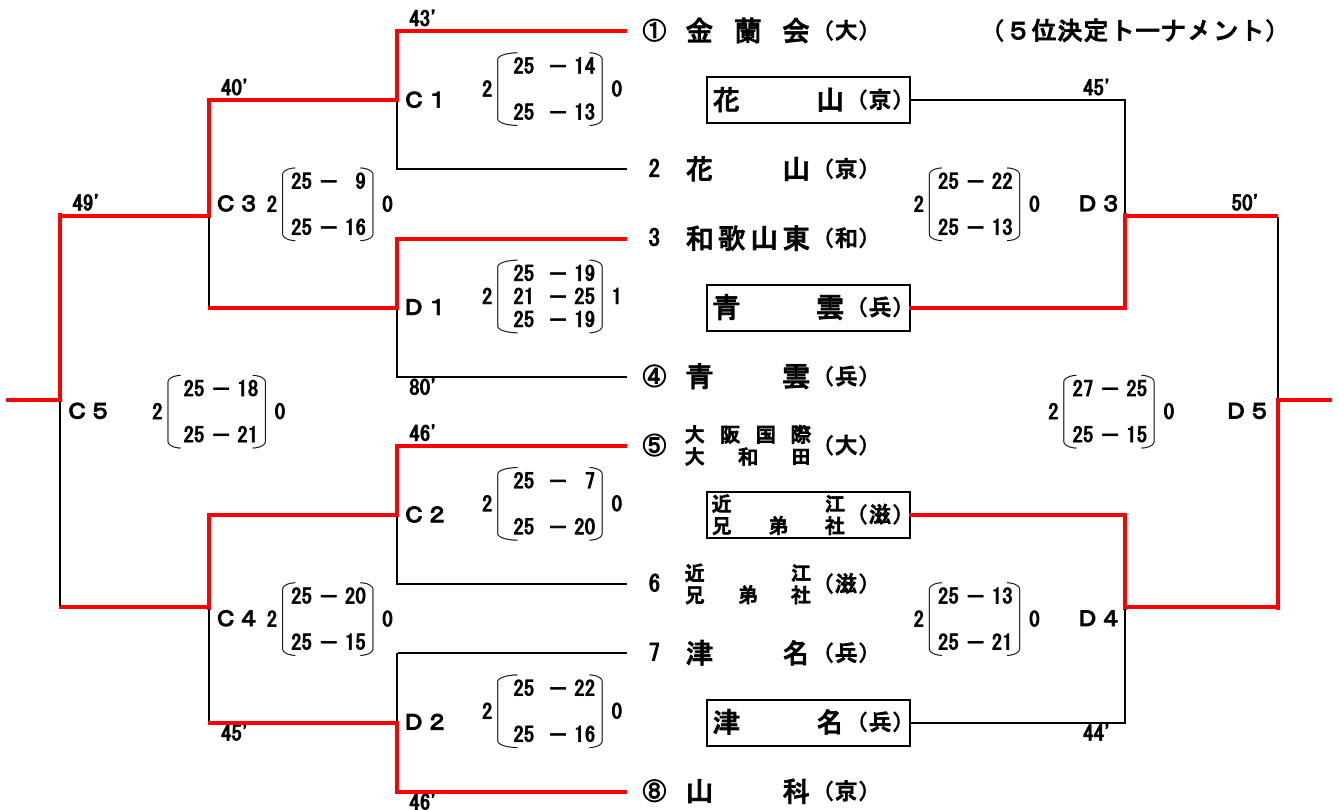 43’ ① 金蘭会（大） （５位決定トーナメント）
25 － 14
40’ Ｃ１ 2 0 花山（京） 45’
25 － 13
2 花山（京）
25 － 9 25 － 22
49’ Ｃ３ 2 0 2 0 Ｄ３ 50’
25 － 16 25 － 13
3 和歌山東（和）
25 － 19
Ｄ１ 2 21 － 25 1 青雲（兵）
25 － 19
④ 青雲（兵）
80’
25 － 18 27 － 25
Ｃ５ 2 0 2 0 Ｄ５
25 － 21 25 － 15
46’ ⑤ 大阪国際
大和田（大）
25 － 7
Ｃ２ 2 0 近江
兄弟社（滋）
25 － 20
6 近江
兄弟社（滋）
25 － 20 25 － 13
Ｃ４ 2 0 2 0 Ｄ４
25 － 15 25 － 21
7 津名（兵）
25 － 22
Ｄ２ 2 0 津名（兵）
45’ 25 － 16 44’
⑧ 山科（京）
46’